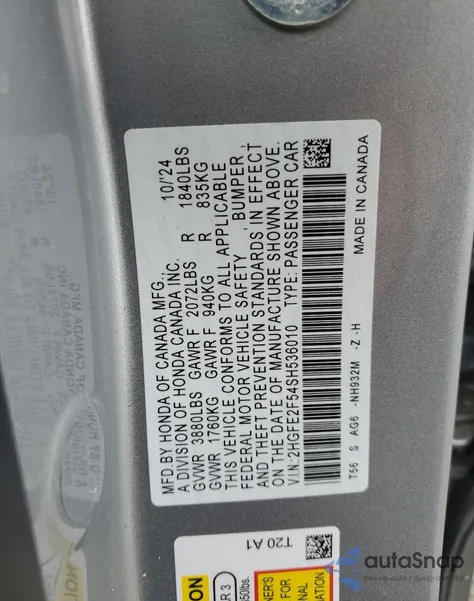 MFD.BY HONDA OF CANADA MFG., 10/'24
A DIVISION OF HONDA CANADA INC.
GVWR 3880LBS GAWR F 2072LBS R 1840LBS
GVWR 1760KG GAWR F 940KG R 835KG
THIS VEHICLE CONFORMS TO ALL APPLICABLE
FEDERAL MOTOR VEHICLE SAFETY , BUMPER ,
AND THEFT PREVENTION STANDARDS IN EFFECT
ON THE DATE OF MANUFACTURE SHOWN ABOVE.
V.I.N.:2HGFE2F54SH536010 TYPE: PASSENGER CAR
T56 S AG6 -NH932M -Z -H
MADE IN CANADA
T20 A1
autoSnap